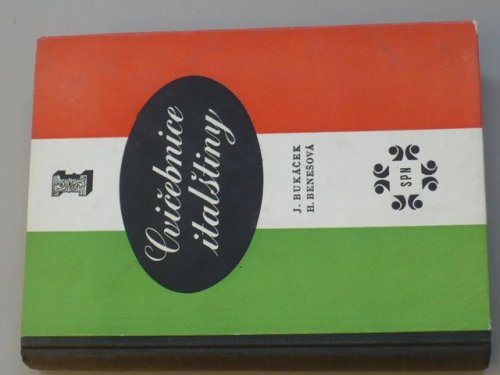 I
Cvičebnice
italštiny
J. BUKÁČEK
H. BENEŠOVÁ
SPN